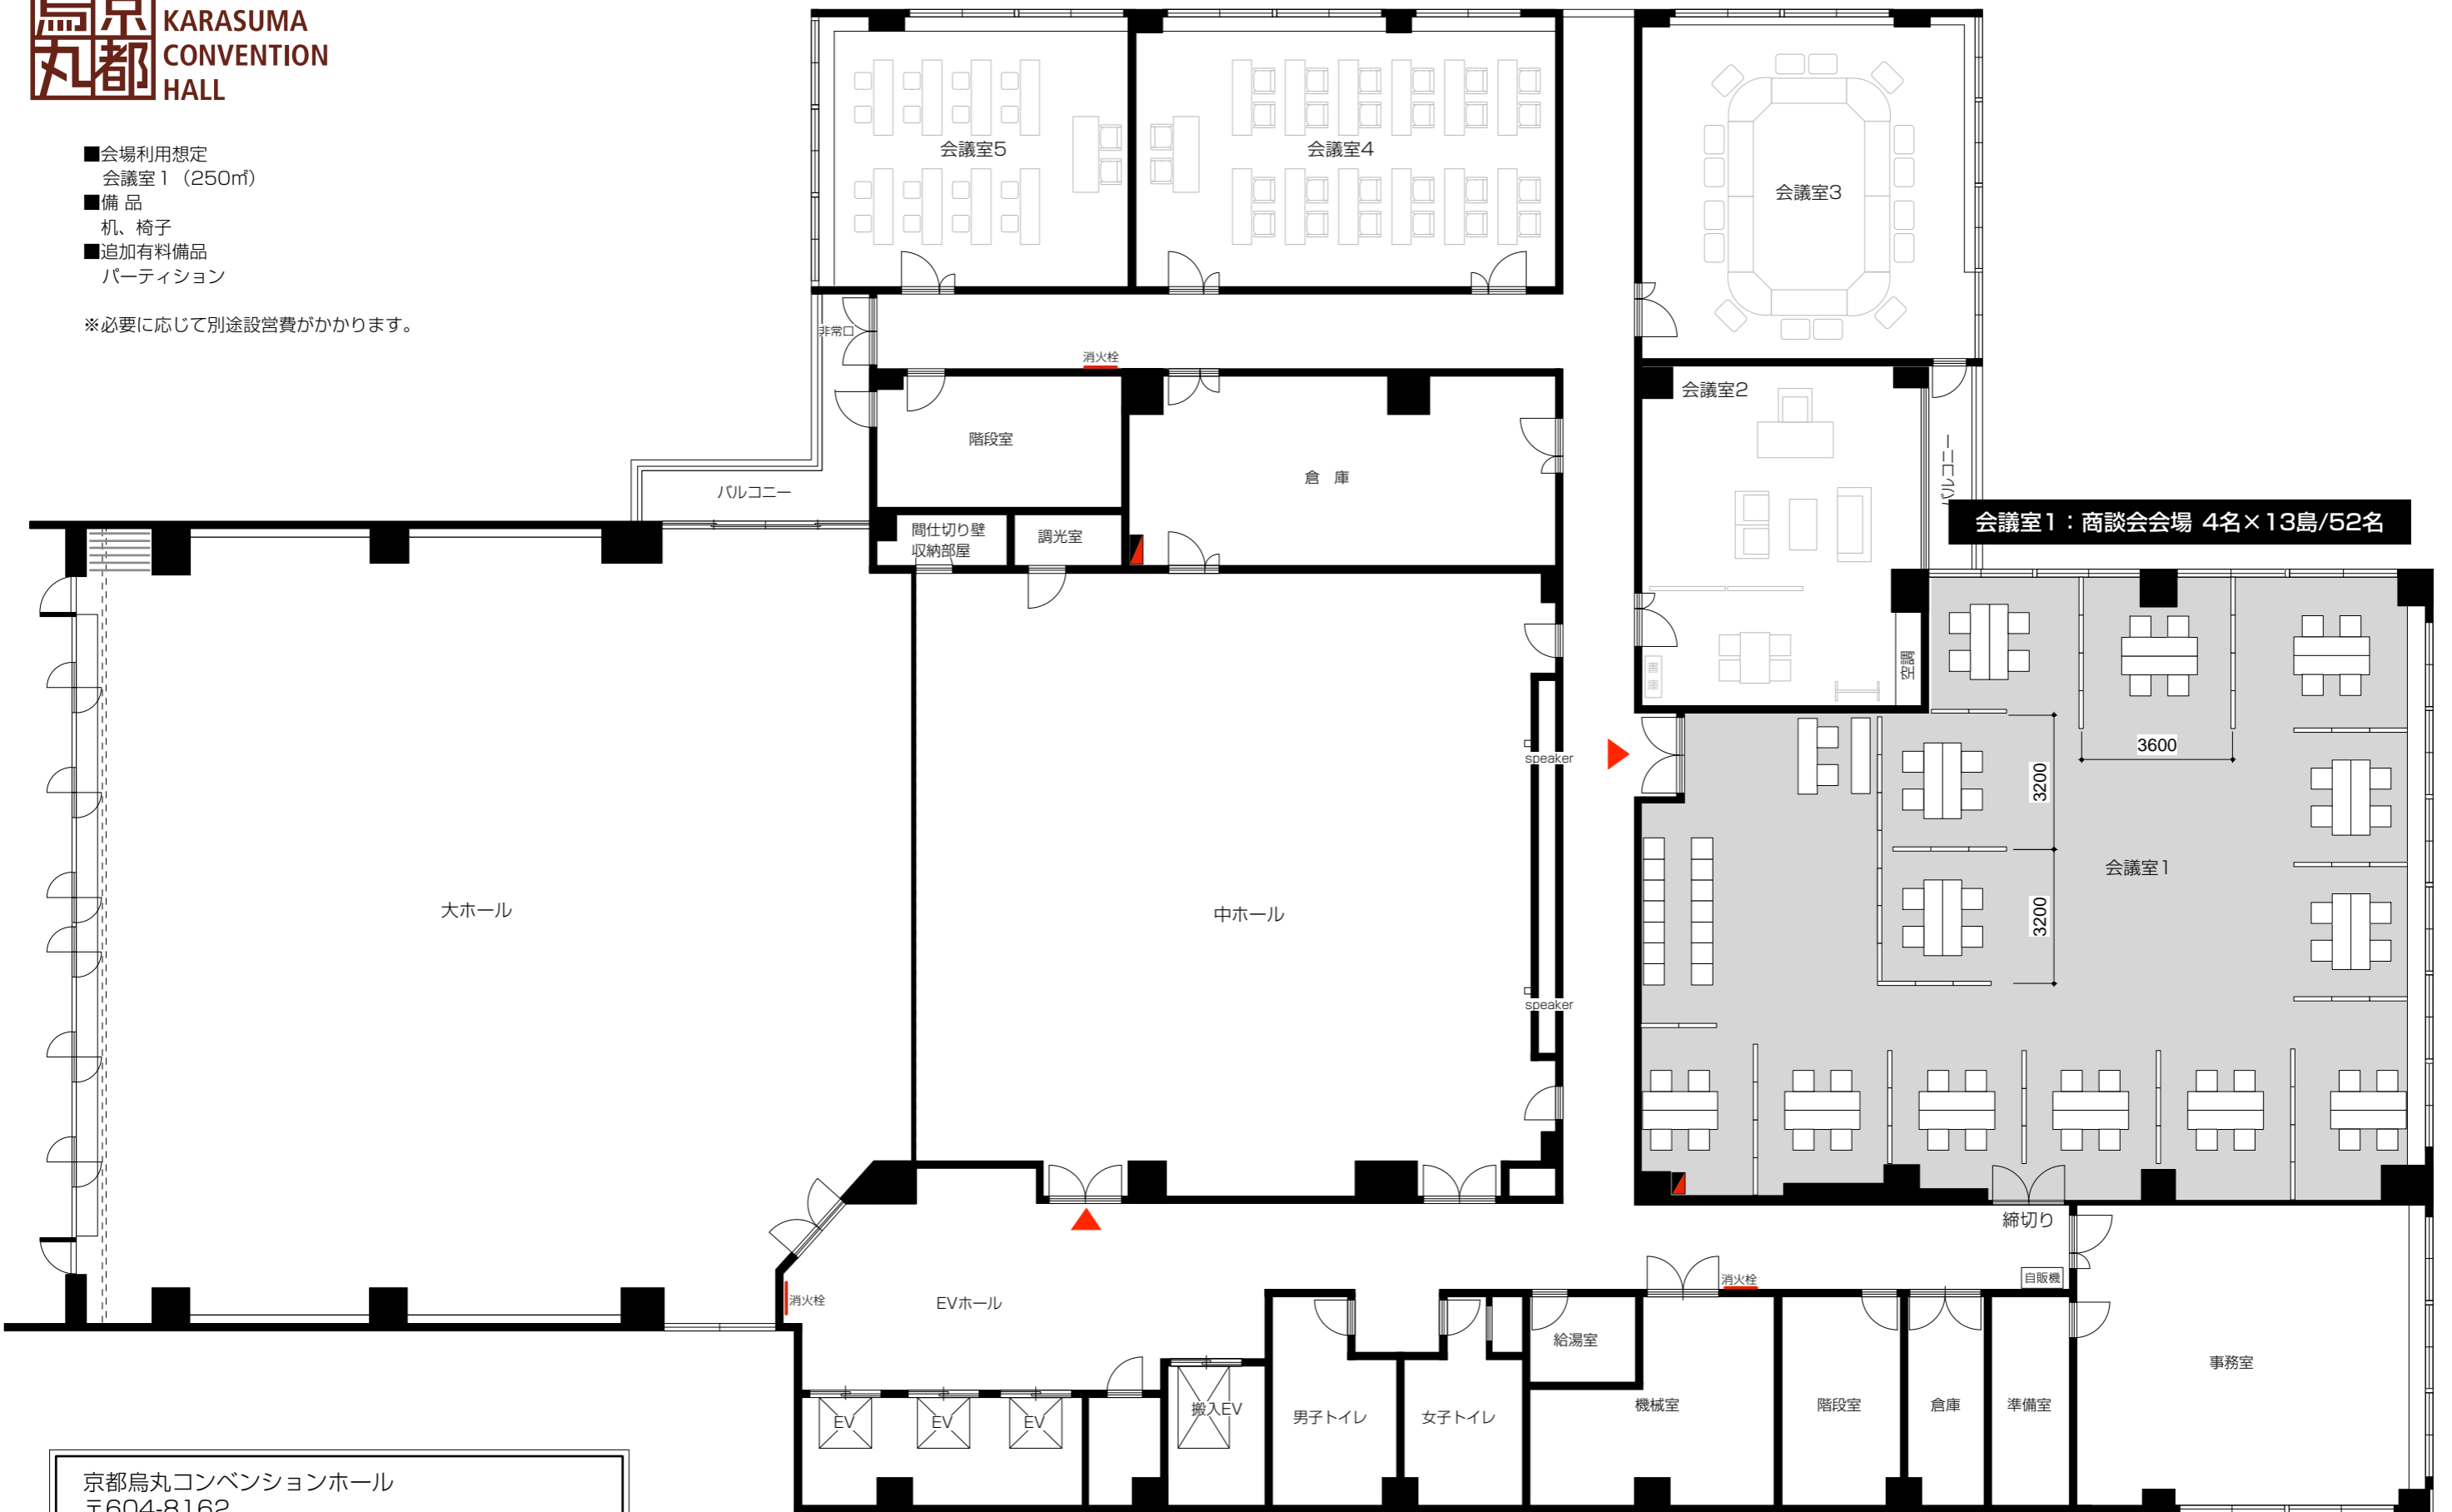 京都
烏丸
KARASUMA
CONVENTION
HALL
■会場利用想定
会議室1（250㎡）
■備 品
机、椅子
■追加有料備品
パーティション
※必要に応じて別途設営費がかかります。
会議室5
会議室4
会議室3
非常口
消火栓
会議室2
階段室
倉 庫
バルコニー
バルコニー
間仕切り壁
収納部屋
調光室
会議室1：商談会会場 4名×13島/52名
書庫
空調
speaker
3600
3200
会議室1
3200
大ホール
中ホール
speaker
締切り
自販機
消火栓
消火栓
EVホール
給湯室
事務室
EV
EV
EV
搬入EV
男子トイレ
女子トイレ
機械室
階段室
倉庫
準備室
京都烏丸コンベンションホール
〒604-8162